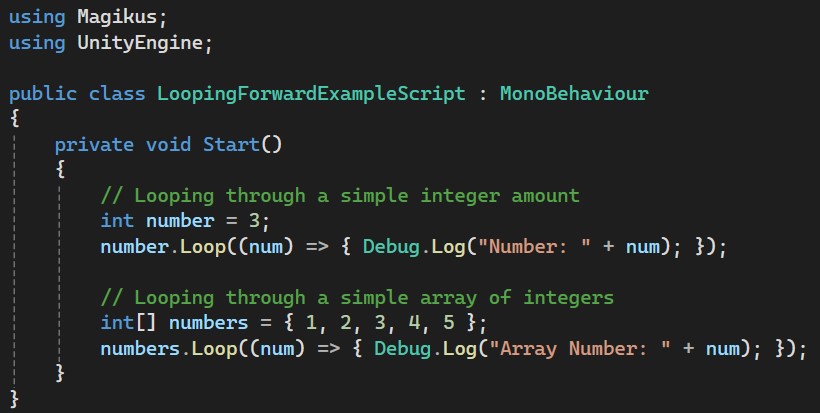 using Magikus;
using UnityEngine;
public class LoopingForwardExampleScript : MonoBehaviour
{
private void Start()
{
// Looping through a simple integer amount
int number = 3;
number.Loop((num) => { Debug.Log("Number: " + num); });
// Looping through a simple array of integers
int[] numbers = { 1, 2, 3, 4, 5 };
numbers.Loop((num) => { Debug.Log("Array Number: " + num); });
}
}